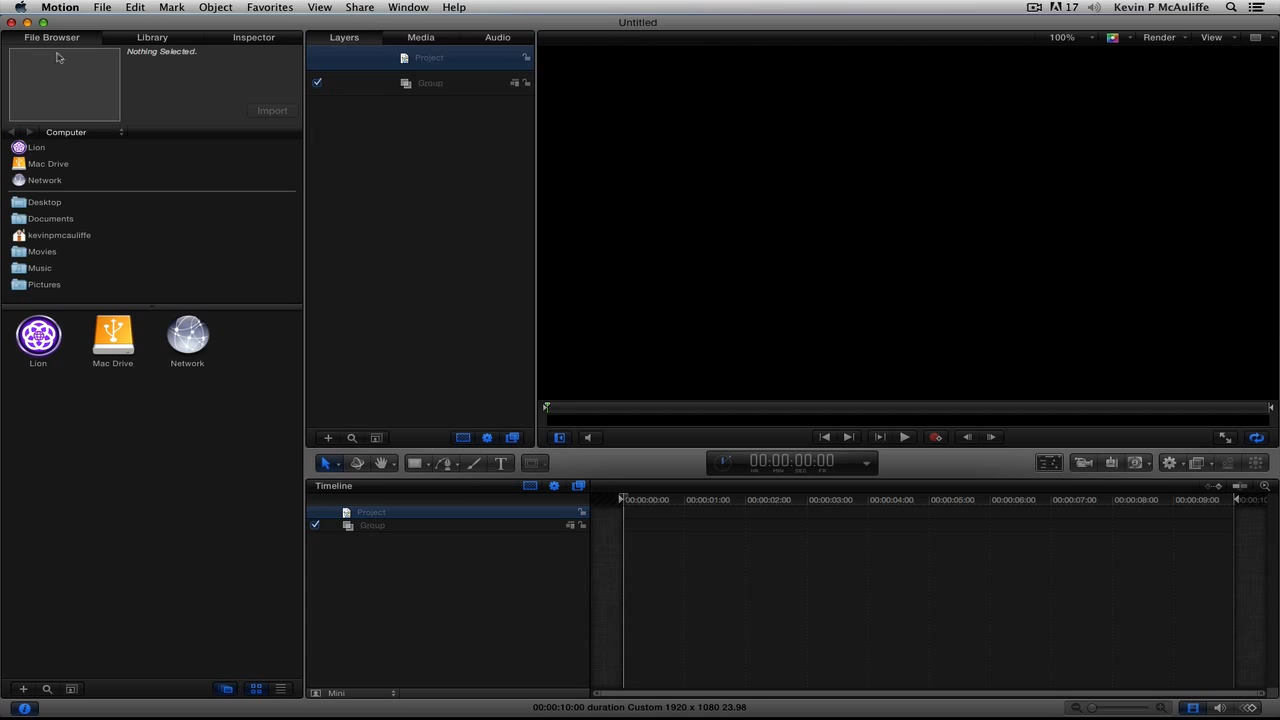 Motion File Edit Mark Object Favorites View Share Window Help 17 Kevin P McAuliffe
Untitled
File Browser Library Inspector Layers Media Audio 100% Render View
Nothing Selected.
Project
Group
Import
Computer
Lion
Mac Drive
Network
Desktop
Documents
kevinpmcauliffe
Movies
Music
Pictures
Lion Mac Drive Network
00:00:00:00
HR MIN SEC FR
Timeline
00:00:00:00 00:00:01:00 00:00:02:00 00:00:03:00 00:00:04:00 00:00:05:00 00:00:06:00 00:00:07:00 00:00:08:00 00:00:09:00
Project
Group
Mini
00:00:10:00 duration Custom 1920 x 1080 23.98